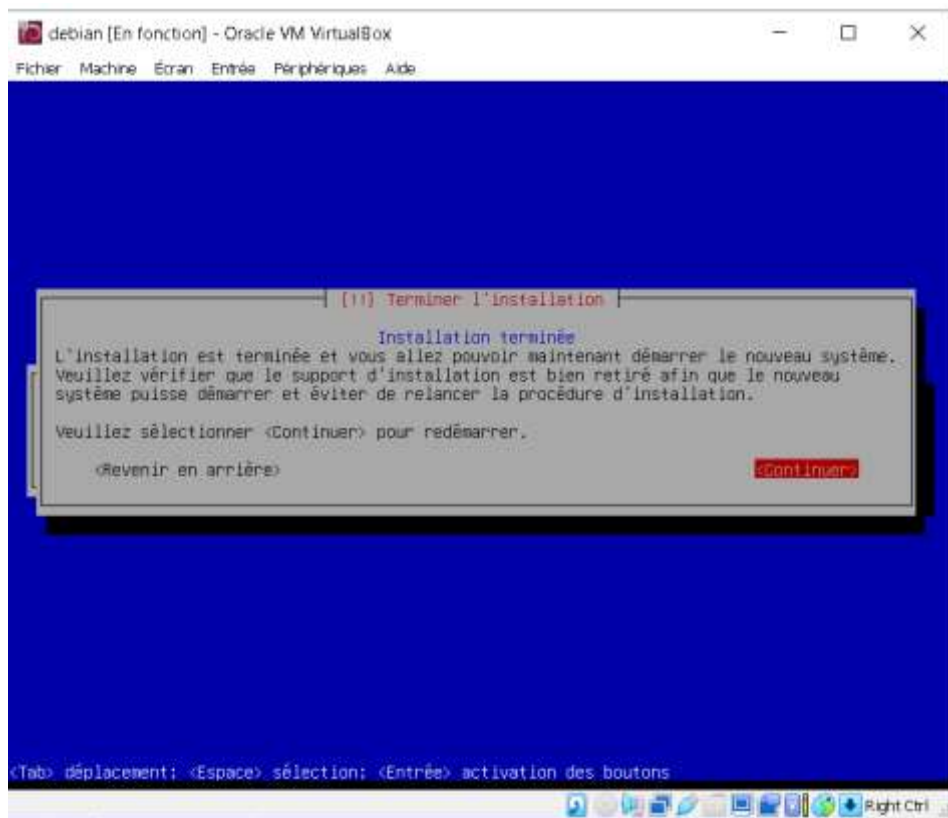 debian [En fonction] - Oracle VM VirtualBox
Fichier Machine Écran Entrée Périphériques Aide
[!!] Terminer l'installation
Installation terminée
L'installation est terminée et vous allez pouvoir maintenant démarrer le nouveau système.
Veuillez vérifier que le support d'installation est bien retiré afin que le nouveau
système puisse démarrer et éviter de relancer la procédure d'installation.
Veuillez sélectionner <Continuer> pour redémarrer.
<Revenir en arrière> <Continuer>
<Tab> déplacement; <Espace> sélection; <Entrée> activation des boutons
Right Ctrl